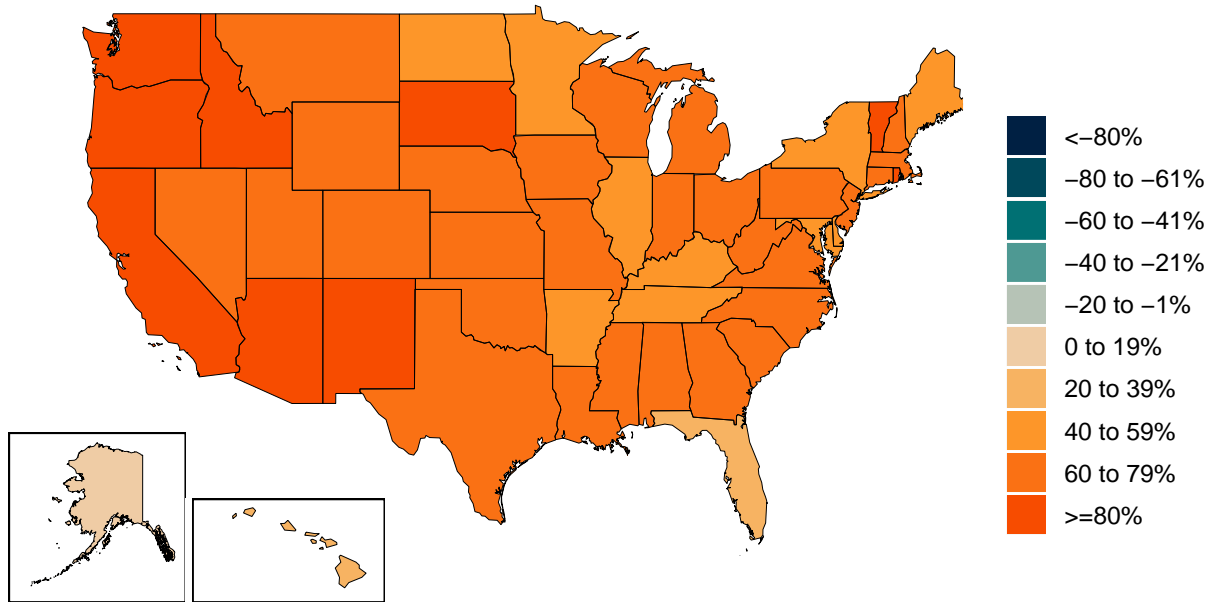 <−80%
−80 to −61%
−60 to −41%
−40 to −21%
−20 to −1%
0 to 19%
20 to 39%
40 to 59%
60 to 79%
>=80%